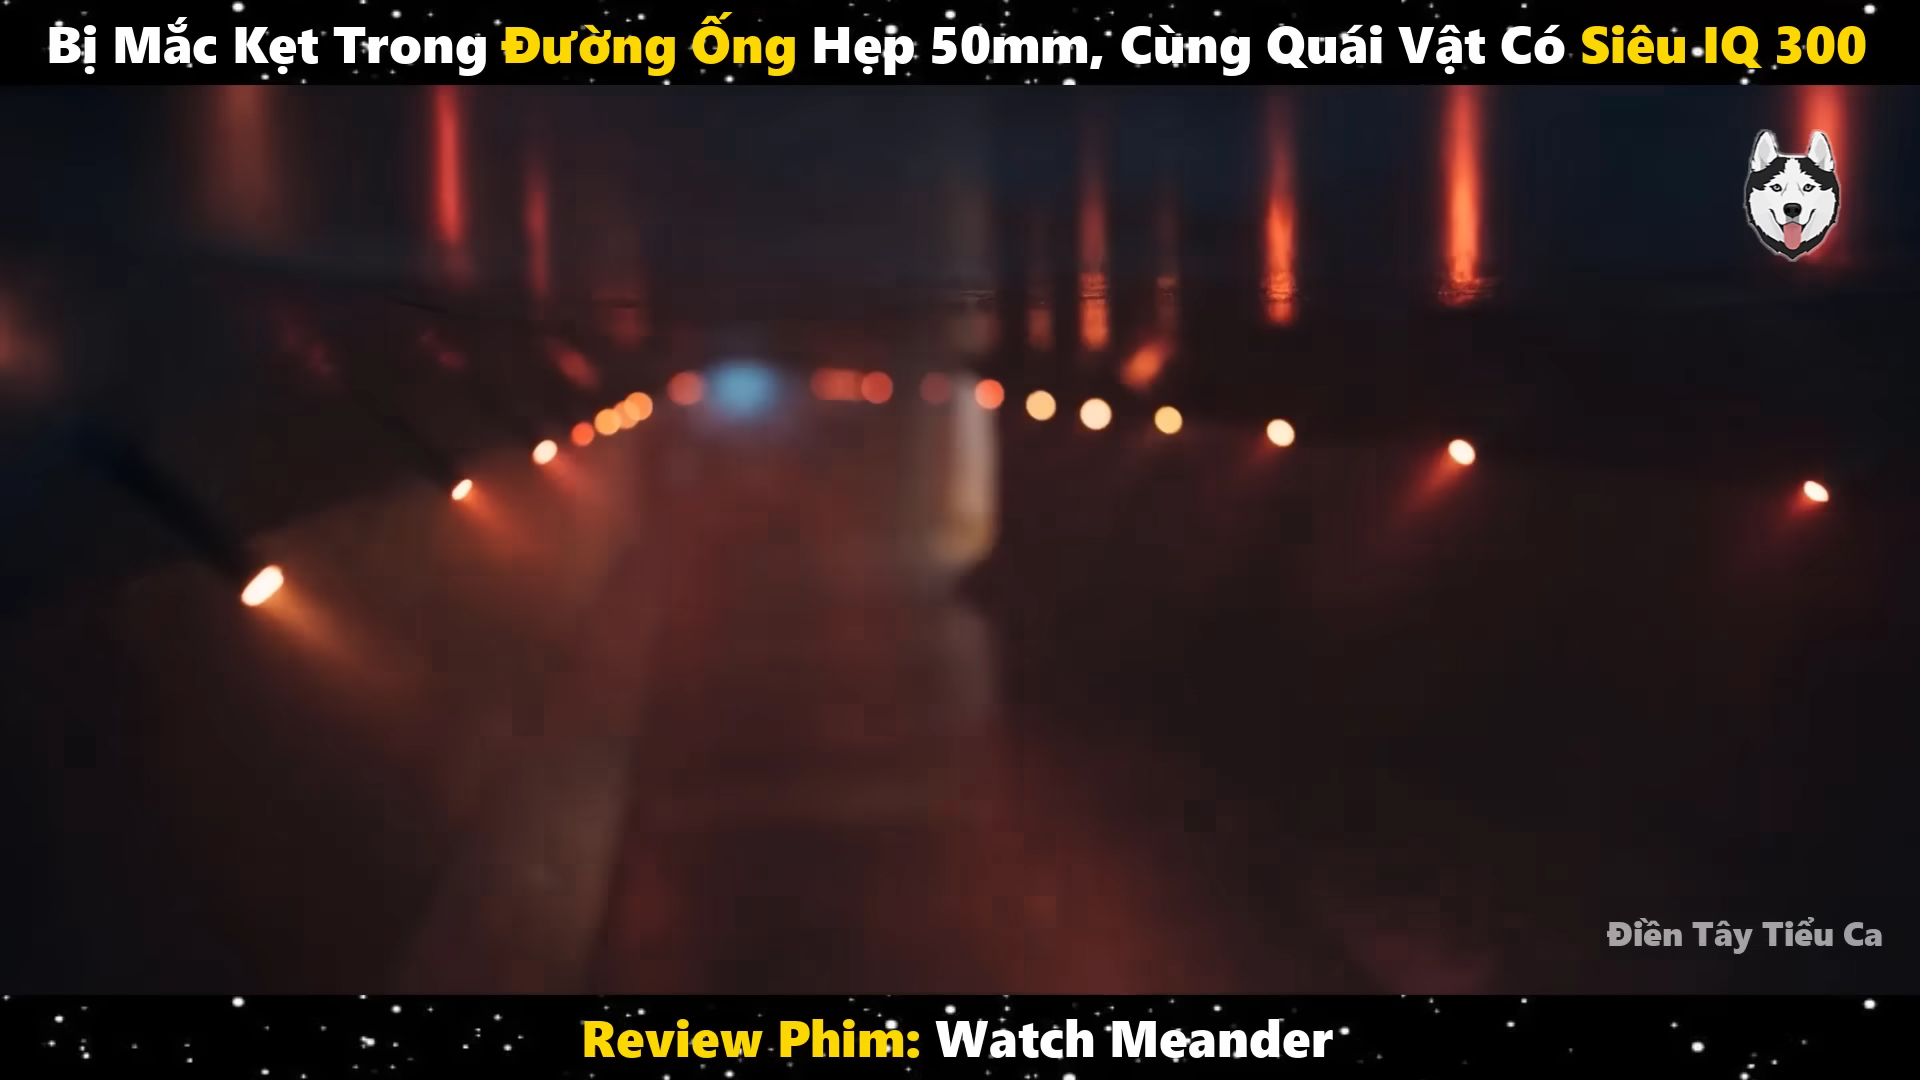 Bị Mắc Kẹt Trong Đường Ống Hẹp 50mm, Cùng Quái Vật Có Siêu IQ 300
Điền Tây Tiểu Ca
Review Phim: Watch Meander